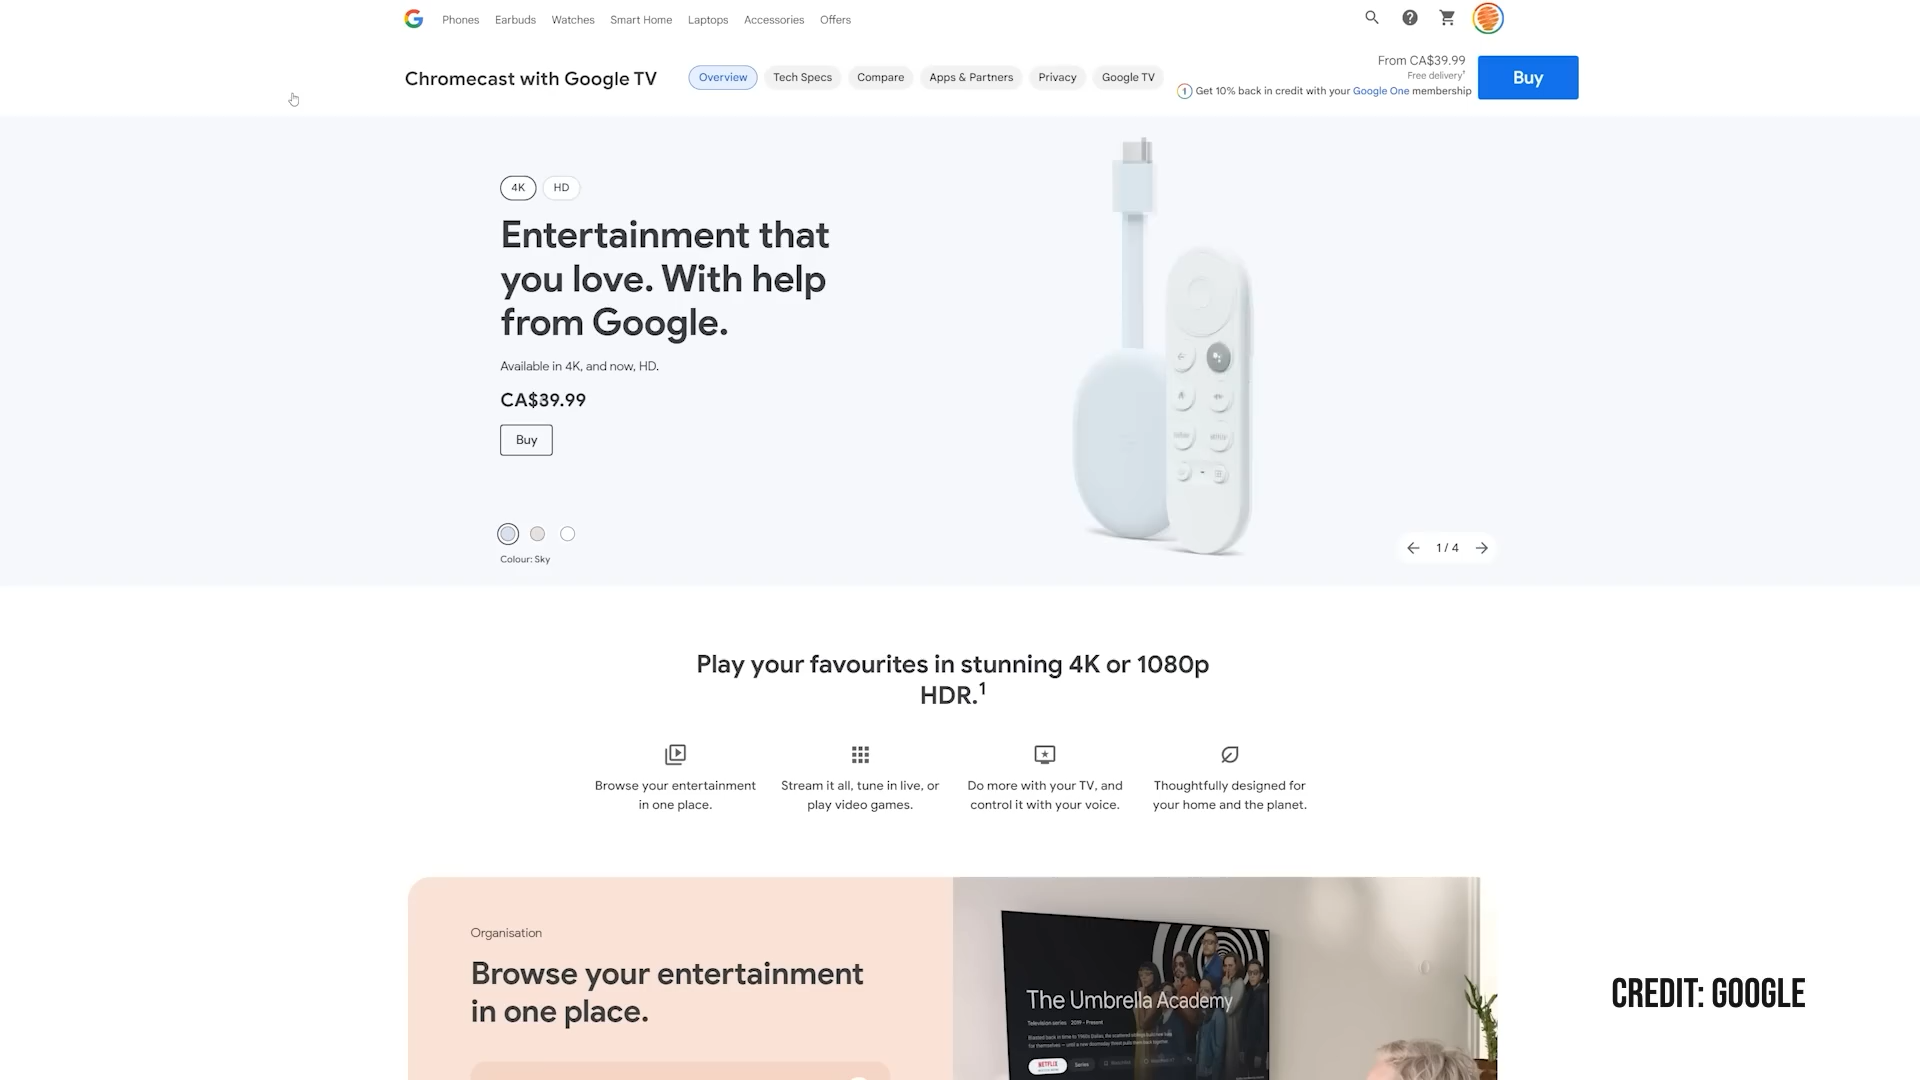 Phones Earbuds Watches Smart Home Laptops Accessories Offers
Chromecast with Google TV
Overview Tech Specs Compare Apps & Partners Privacy Google TV
From CA$39.99
Free delivery†
1 Get 10% back in credit with your Google One membership
Buy
4K HD
Entertainment that
you love. With help
from Google.
Available in 4K, and now, HD.
CA$39.99
Buy
Colour: Sky
1 / 4
Play your favourites in stunning 4K or 1080p
HDR.1
Browse your entertainment
in one place.
Stream it all, tune in live, or
play video games.
Do more with your TV, and
control it with your voice.
Thoughtfully designed for
your home and the planet.
Organisation
Browse your entertainment
in one place.
The Umbrella Academy
Television series 2019 - Present
NETFLIX
CREDIT: GOOGLE